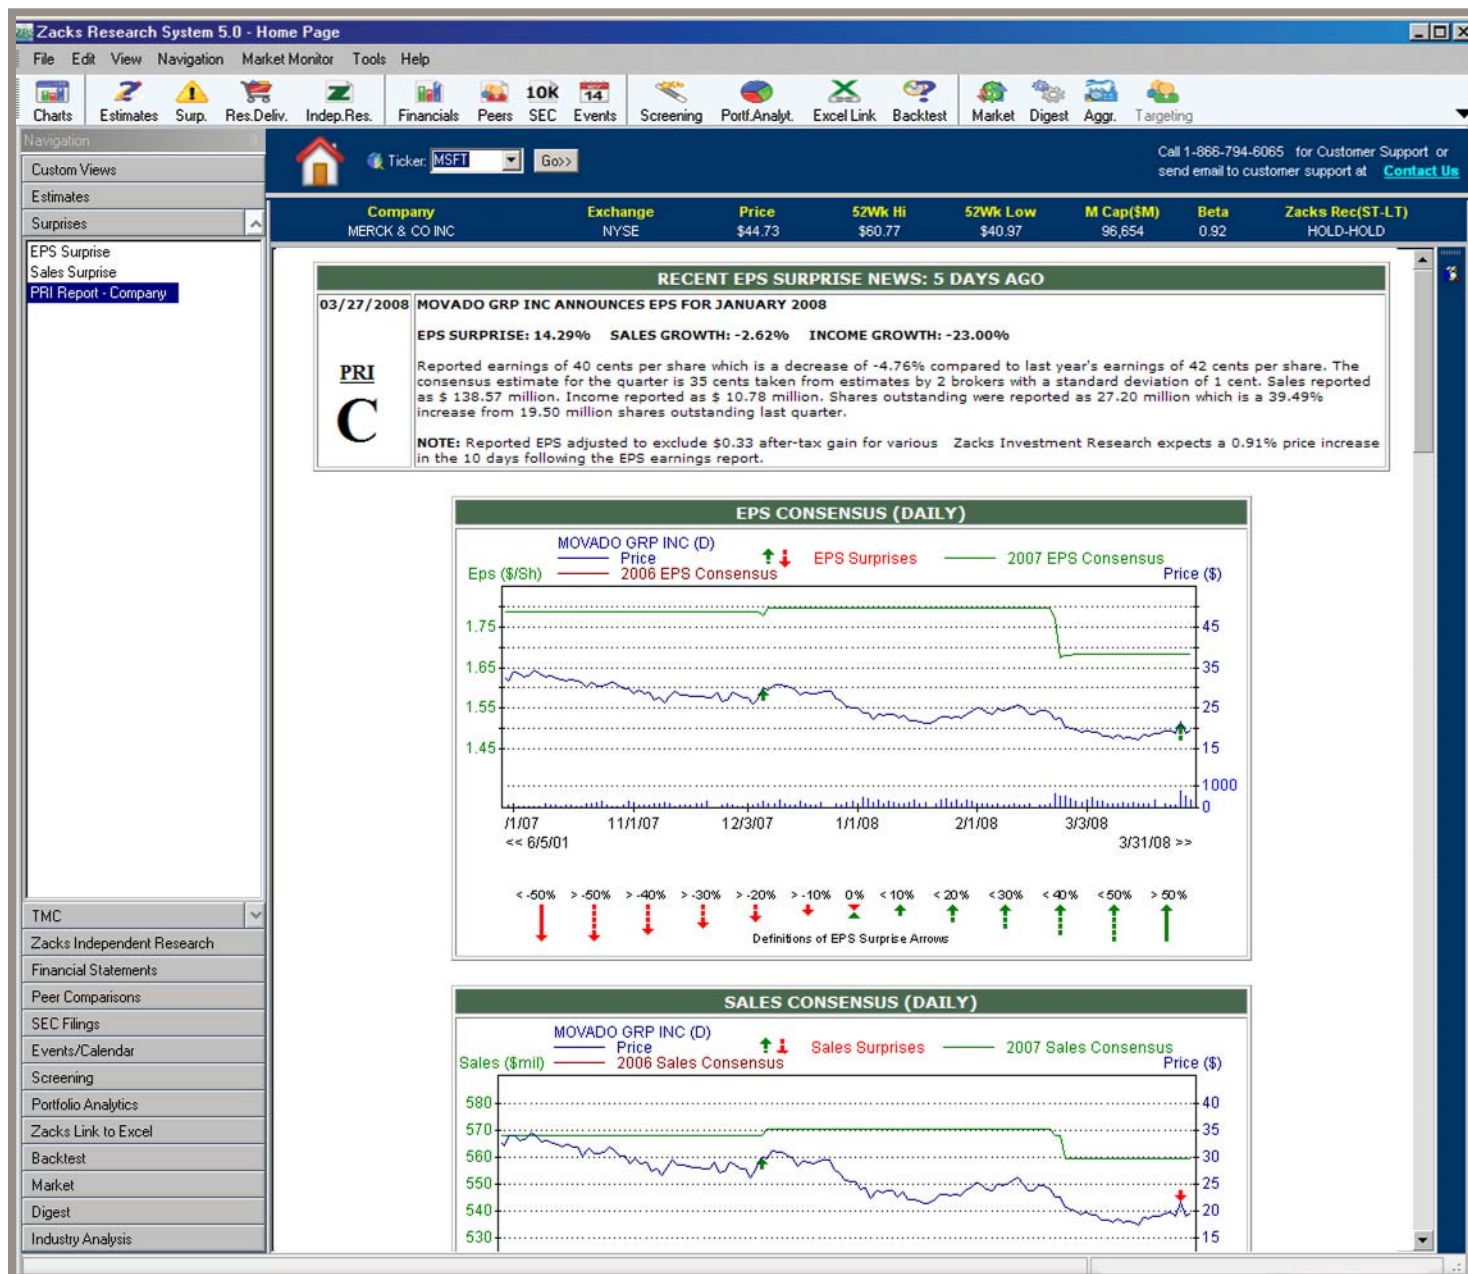 Zacks Research System 5.0 - Home Page
File Edit View Navigation Market Monitor Tools Help
Charts Estimates Surp. Res.Deliv. Indep.Res. Financials Peers SEC Events Screening Portf.Analyt. Excel Link Backtest Market Digest Aggr. Targeting
10K
14
Navigation
Custom Views
Estimates
Surprises
EPS Surprise
Sales Surprise
PRI Report - Company
TMC
Zacks Independent Research
Financial Statements
Peer Comparisons
SEC Filings
Events/Calendar
Screening
Portfolio Analytics
Zacks Link to Excel
Backtest
Market
Digest
Industry Analysis
Ticker: MSFT Go>>
Call 1-866-794-6065 for Customer Support or
send email to customer support at Contact Us
Company Exchange Price 52Wk Hi 52Wk Low M Cap($M) Beta Zacks Rec(ST-LT)
MERCK & CO INC NYSE $44.73 $60.77 $40.97 96,654 0.92 HOLD-HOLD
RECENT EPS SURPRISE NEWS: 5 DAYS AGO
03/27/2008 MOVADO GRP INC ANNOUNCES EPS FOR JANUARY 2008
EPS SURPRISE: 14.29% SALES GROWTH: -2.62% INCOME GROWTH: -23.00%
PRI
C
Reported earnings of 40 cents per share which is a decrease of -4.76% compared to last year's earnings of 42 cents per share. The
consensus estimate for the quarter is 35 cents taken from estimates by 2 brokers with a standard deviation of 1 cent. Sales reported
as $ 138.57 million. Income reported as $ 10.78 million. Shares outstanding were reported as 27.20 million which is a 39.49%
increase from 19.50 million shares outstanding last quarter.
NOTE: Reported EPS adjusted to exclude $0.33 after-tax gain for various Zacks Investment Research expects a 0.91% price increase
in the 10 days following the EPS earnings report.
EPS CONSENSUS (DAILY)
MOVADO GRP INC (D)
Price EPS Surprises 2007 EPS Consensus
Eps ($/Sh) 2006 EPS Consensus Price ($)
1.75 45
1.65 35
1.55 25
1.45 15
1000
0
/1/07 11/1/07 12/3/07 1/1/08 2/1/08 3/3/08
<< 6/5/01 3/31/08 >>
< -50% > -50% > -40% > -30% > -20% > -10% 0% < 10% < 20% < 30% < 40% < 50% > 50%
Definitions of EPS Surprise Arrows
SALES CONSENSUS (DAILY)
MOVADO GRP INC (D)
Price Sales Surprises 2007 Sales Consensus
Sales ($mil) 2006 Sales Consensus Price ($)
580 40
570 35
560 30
550 25
540 20
530 15